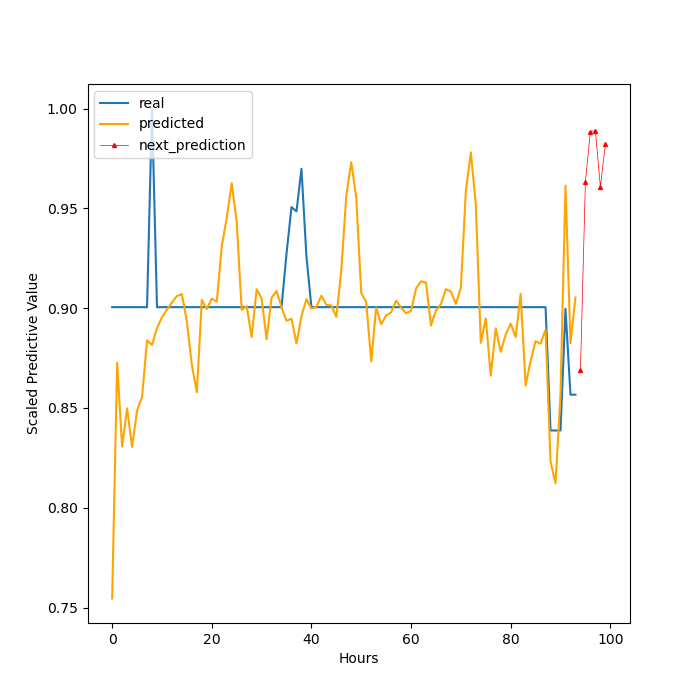 real
predicted
next_prediction
1.00
0.95
0.90
0.85
0.80
0.75
Scaled Predictive Value
0 20 40 60 80 100
Hours